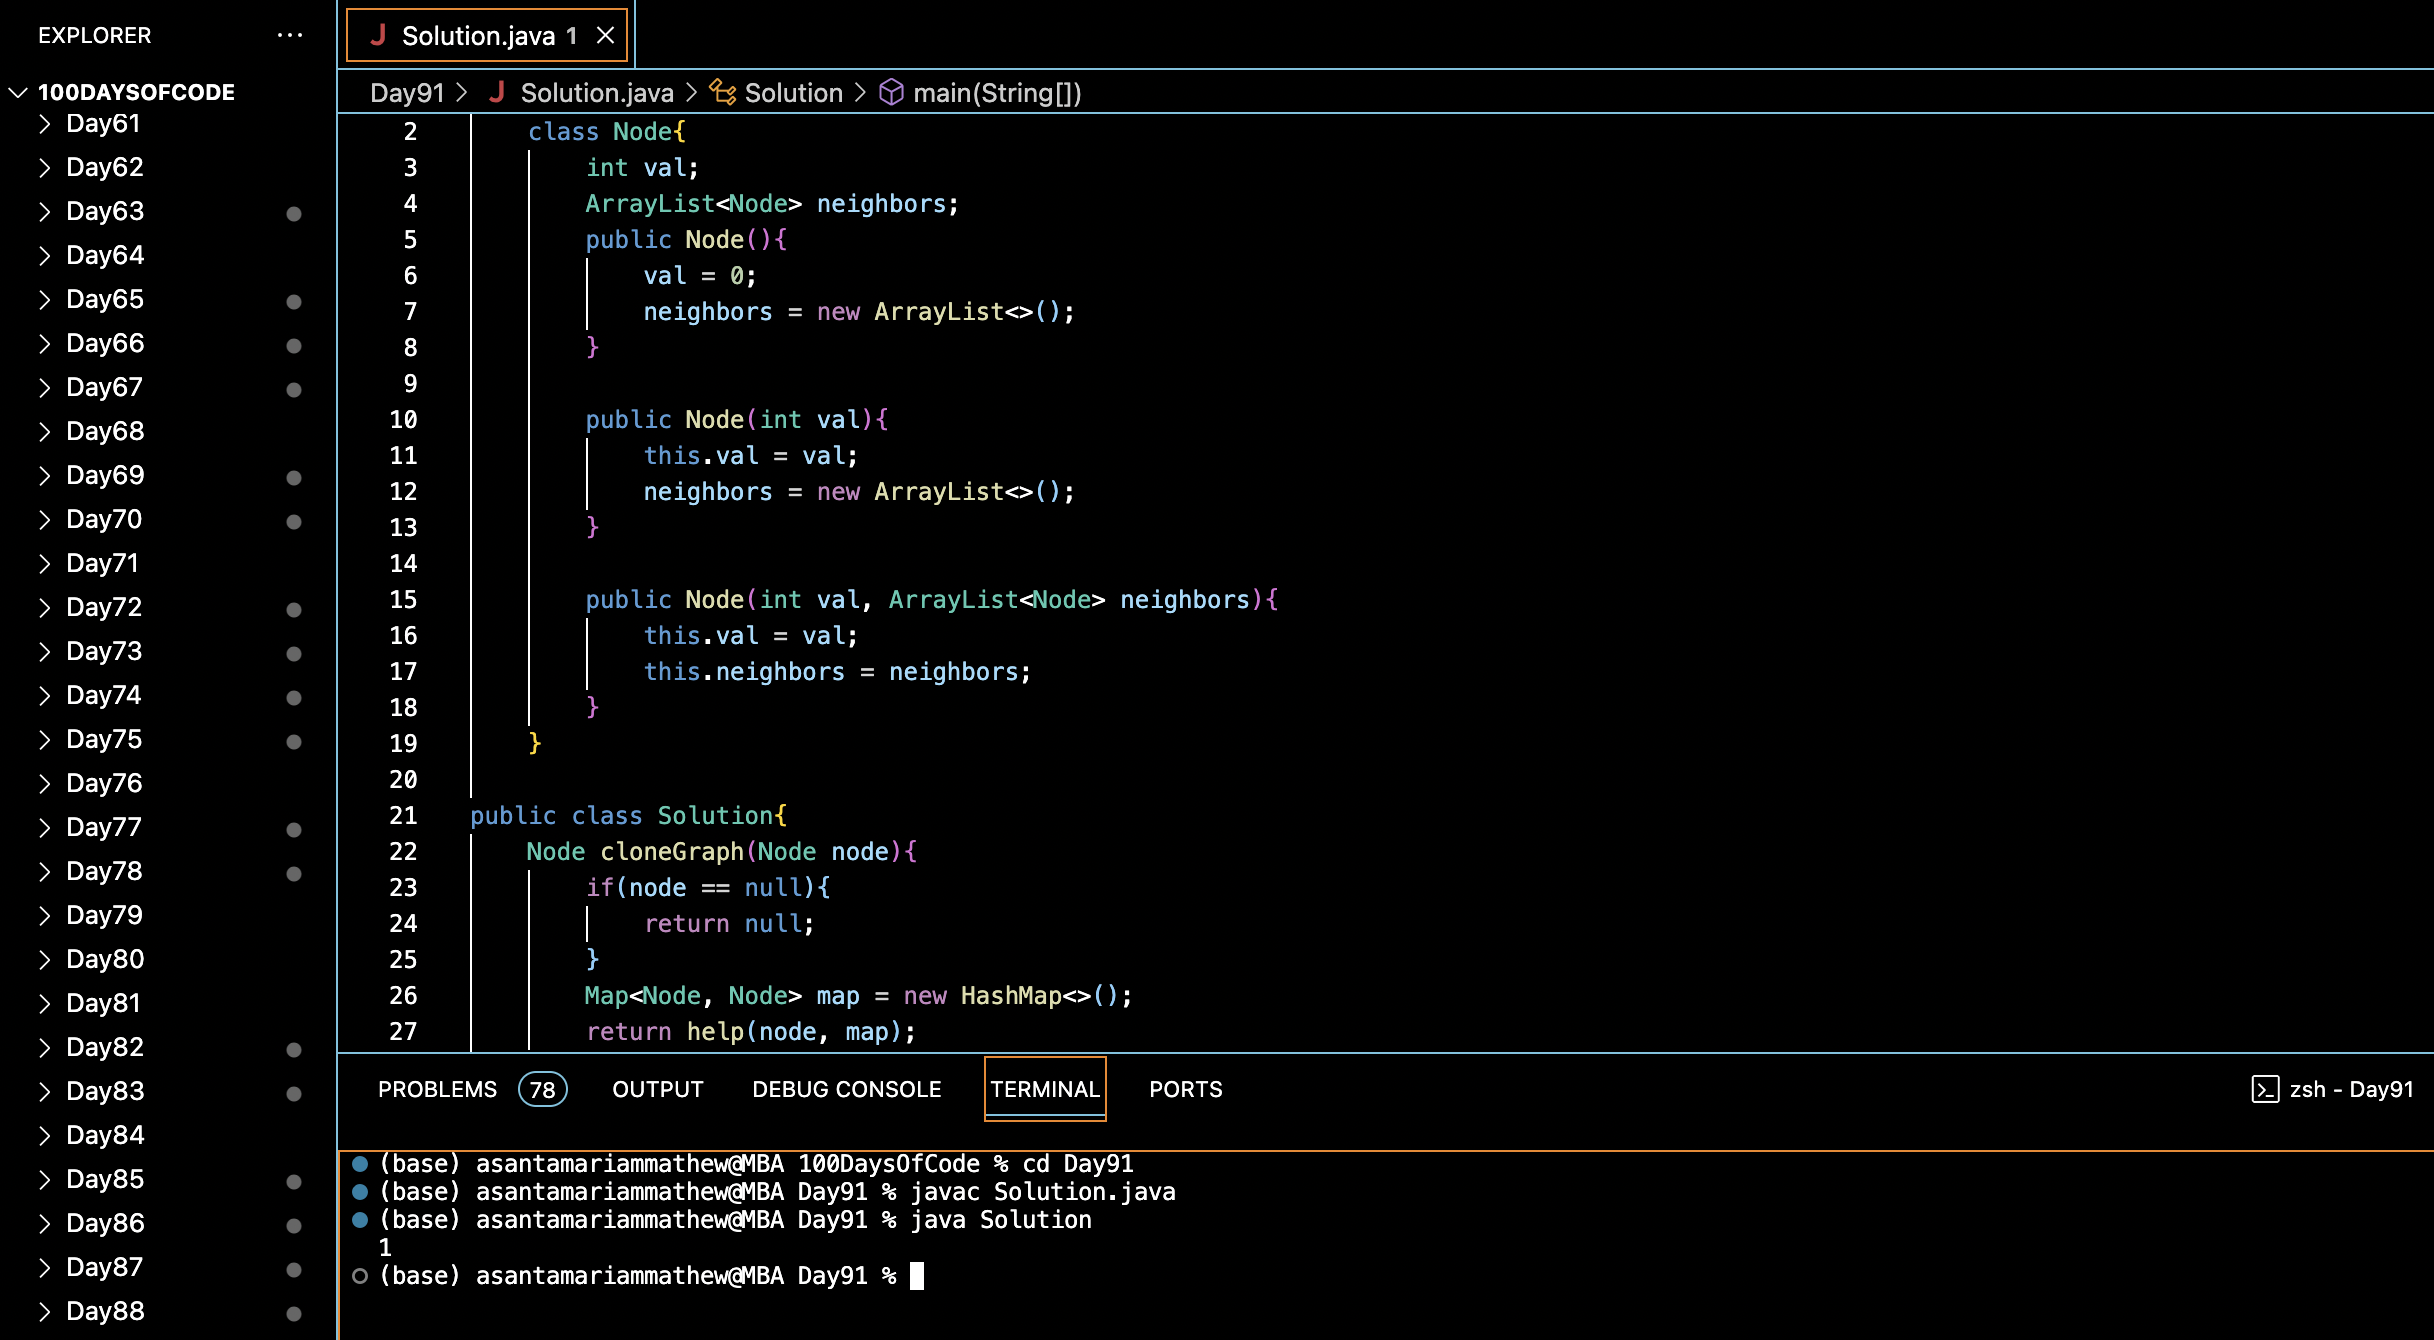 EXPLORER ···
100DAYSOFCODE
Day61
Day62
Day63
Day64
Day65
Day66
Day67
Day68
Day69
Day70
Day71
Day72
Day73
Day74
Day75
Day76
Day77
Day78
Day79
Day80
Day81
Day82
Day83
Day84
Day85
Day86
Day87
Day88
J Solution.java 1
Day91 > J Solution.java > Solution > main(String[])
2 class Node{
3 int val;
4 ArrayList<Node> neighbors;
5 public Node(){
6 val = 0;
7 neighbors = new ArrayList<>();
8 }
9
10 public Node(int val){
11 this.val = val;
12 neighbors = new ArrayList<>();
13 }
14
15 public Node(int val, ArrayList<Node> neighbors){
16 this.val = val;
17 this.neighbors = neighbors;
18 }
19 }
20
21 public class Solution{
22 Node cloneGraph(Node node){
23 if(node == null){
24 return null;
25 }
26 Map<Node, Node> map = new HashMap<>();
27 return help(node, map);
PROBLEMS 78 OUTPUT DEBUG CONSOLE TERMINAL PORTS zsh - Day91
(base) asantamariammathew@MBA 100DaysOfCode % cd Day91
(base) asantamariammathew@MBA Day91 % javac Solution.java
(base) asantamariammathew@MBA Day91 % java Solution
1
(base) asantamariammathew@MBA Day91 %